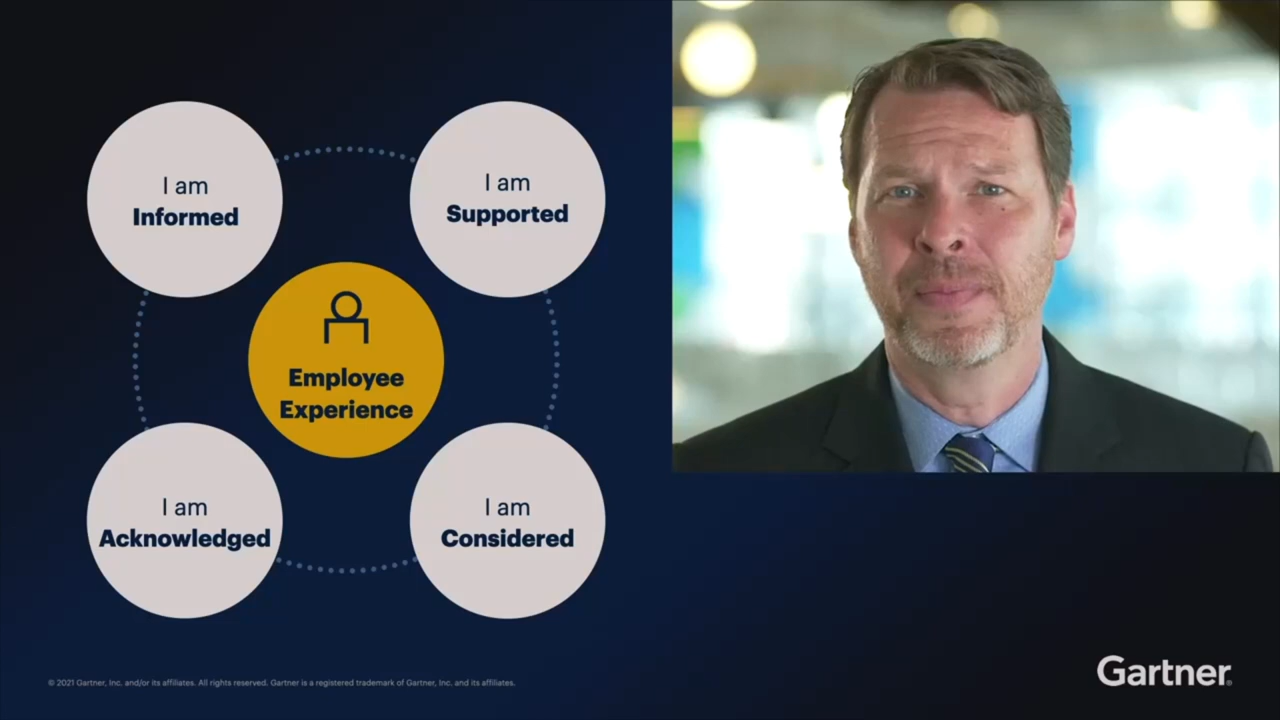 I am
Informed
I am
Supported
Employee
Experience
I am
Acknowledged
I am
Considered
© 2021 Gartner, Inc. and/or its affiliates. All rights reserved. Gartner is a registered trademark of Gartner, Inc. and its affiliates.
Gartner®